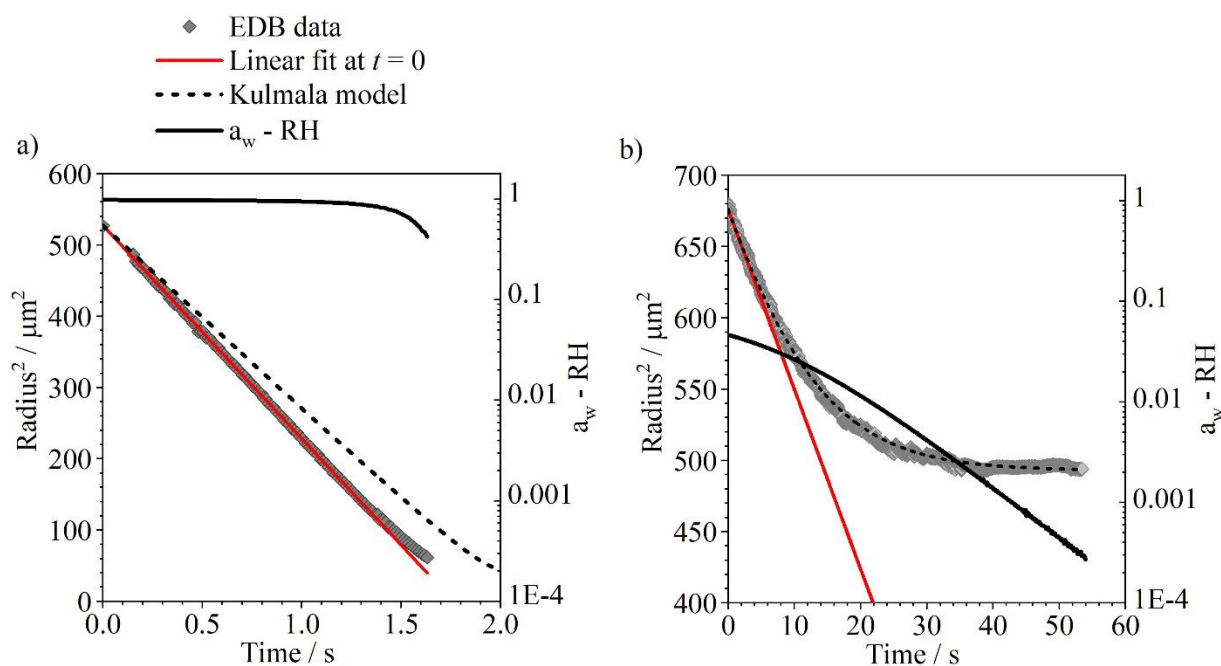 EDB data
Linear fit at t = 0
Kulmala model
a_w - RH
a)
Radius² / μm²
600
500
400
300
200
100
0
0.0 0.5 1.0 1.5 2.0
Time / s
1
0.1
0.01
0.001
1E-4
a_w - RH
b)
Radius² / μm²
700
650
600
550
500
450
400
0 10 20 30 40 50 60
Time / s
1
0.1
0.01
0.001
1E-4
a_w - RH